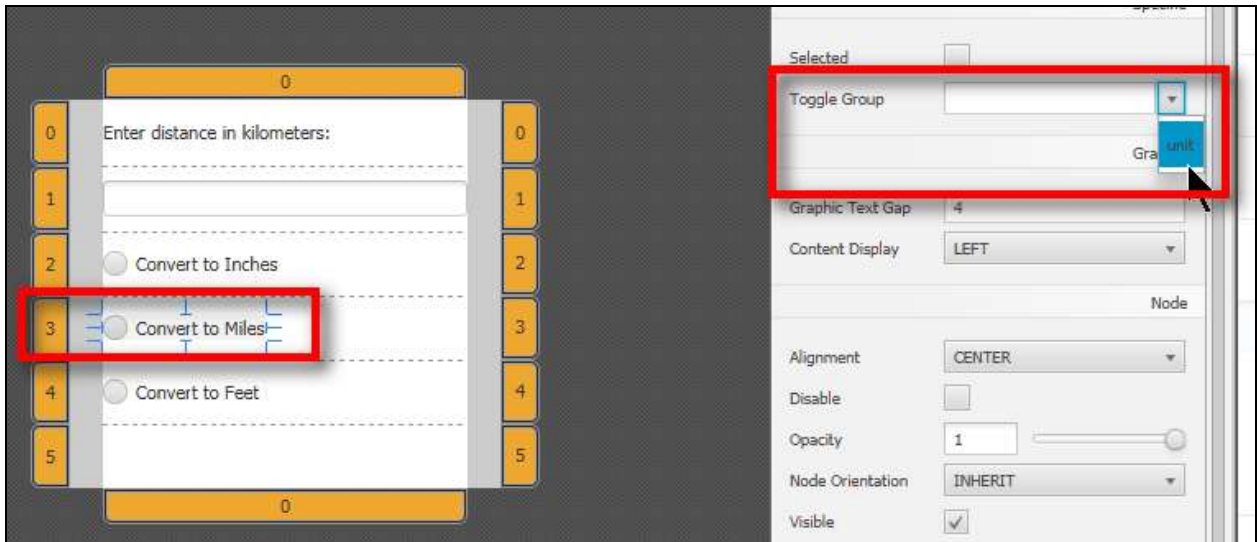 0
0
Enter distance in kilometers:
0
1
1
2
Convert to Inches
2
3
Convert to Miles
3
4
Convert to Feet
4
5
5
0
Selected
Toggle Group
unit
Graphic Text Gap
4
Content Display
LEFT
Node
Alignment
CENTER
Disable
Opacity
1
Node Orientation
INHERIT
Visible